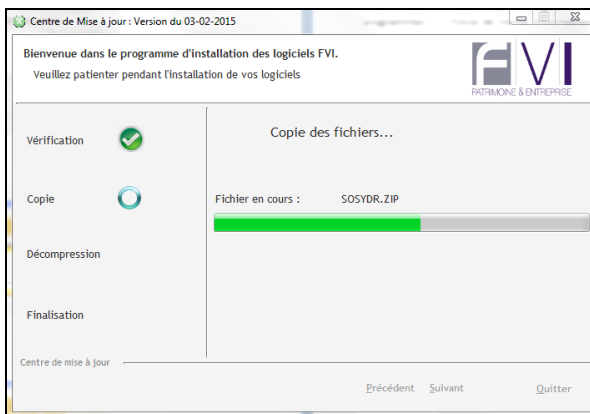 Centre de Mise à jour : Version du 03-02-2015
Bienvenue dans le programme d'installation des logiciels FVI.
Veuillez patienter pendant l'installation de vos logiciels
FVI
PATRIMOINE & ENTREPRISE
Vérification
Copie des fichiers...
Copie
Fichier en cours : SOSYDR.ZIP
Décompression
Finalisation
Centre de mise à jour
Précédent Suivant Quitter